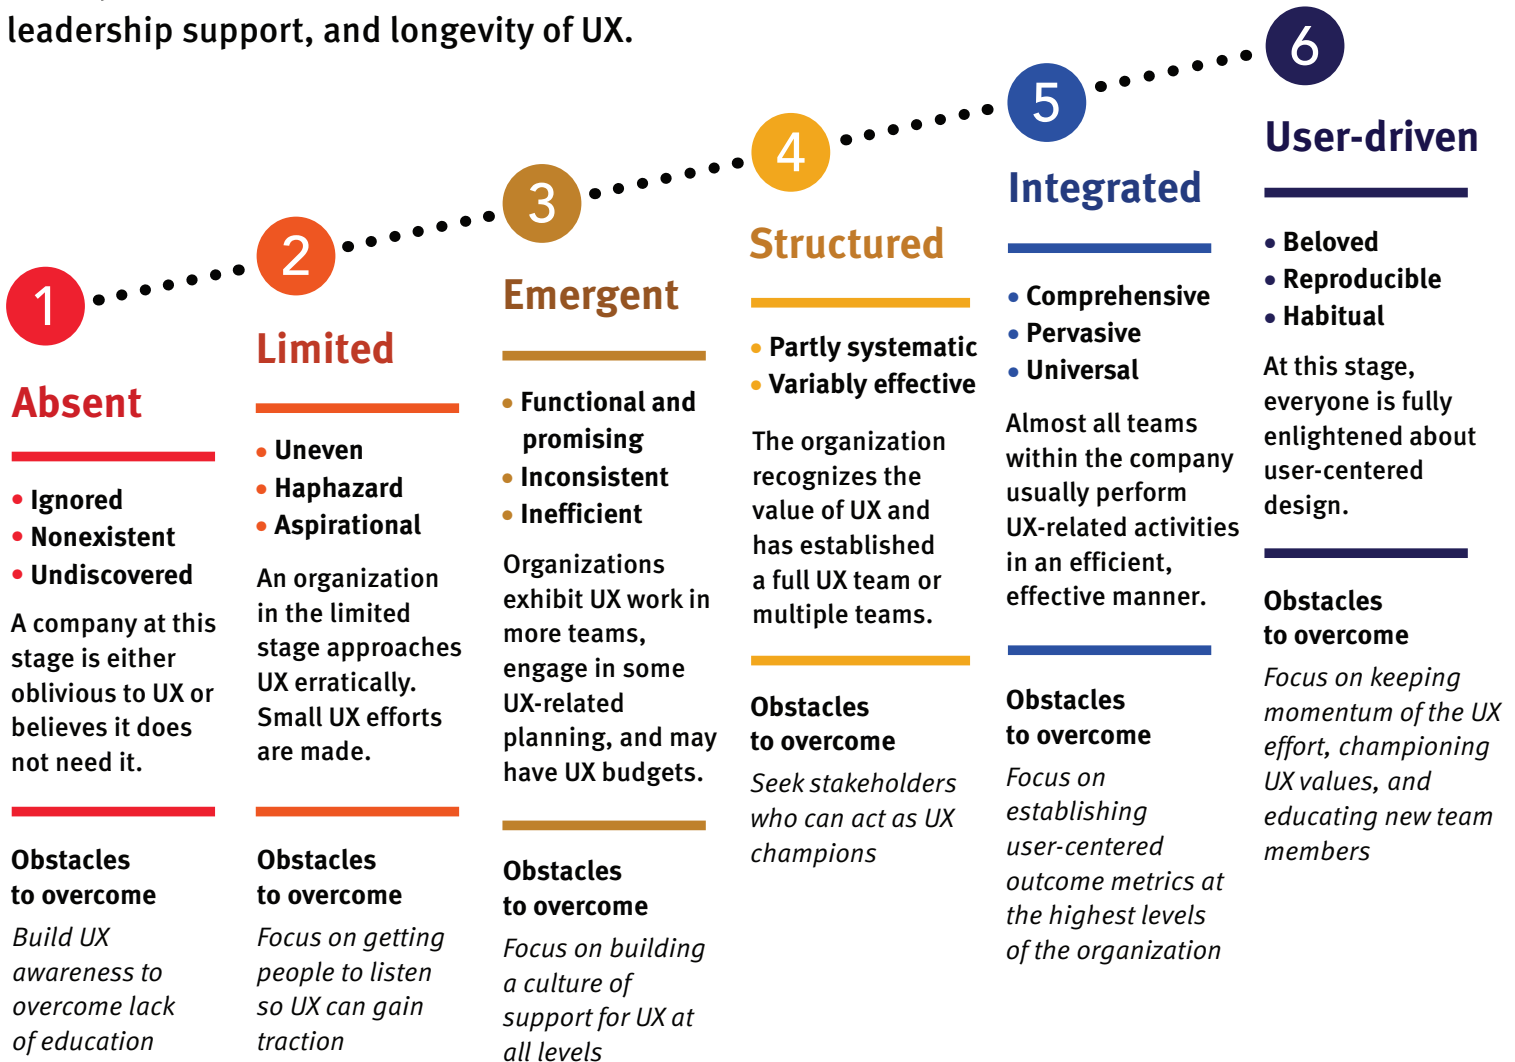 leadership support, and longevity of UX.
1
Absent
• Ignored
• Nonexistent
• Undiscovered
A company at this
stage is either
oblivious to UX or
believes it does
not need it.
Obstacles
to overcome
Build UX
awareness to
overcome lack
of education
2
Limited
• Uneven
• Haphazard
• Aspirational
An organization
in the limited
stage approaches
UX erratically.
Small UX efforts
are made.
Obstacles
to overcome
Focus on getting
people to listen
so UX can gain
traction
3
Emergent
• Functional and
promising
• Inconsistent
• Inefficient
Organizations
exhibit UX work in
more teams,
engage in some
UX-related
planning, and may
have UX budgets.
Obstacles
to overcome
Focus on building
a culture of
support for UX at
all levels
4
Structured
• Partly systematic
• Variably effective
The organization
recognizes the
value of UX and
has established
a full UX team or
multiple teams.
Obstacles
to overcome
Seek stakeholders
who can act as UX
champions
5
Integrated
• Comprehensive
• Pervasive
• Universal
Almost all teams
within the company
usually perform
UX-related activities
in an efficient,
effective manner.
Obstacles
to overcome
Focus on
establishing
user-centered
outcome metrics at
the highest levels
of the organization
6
User-driven
• Beloved
• Reproducible
• Habitual
At this stage,
everyone is fully
enlightened about
user-centered
design.
Obstacles
to overcome
Focus on keeping
momentum of the UX
effort, championing
UX values, and
educating new team
members